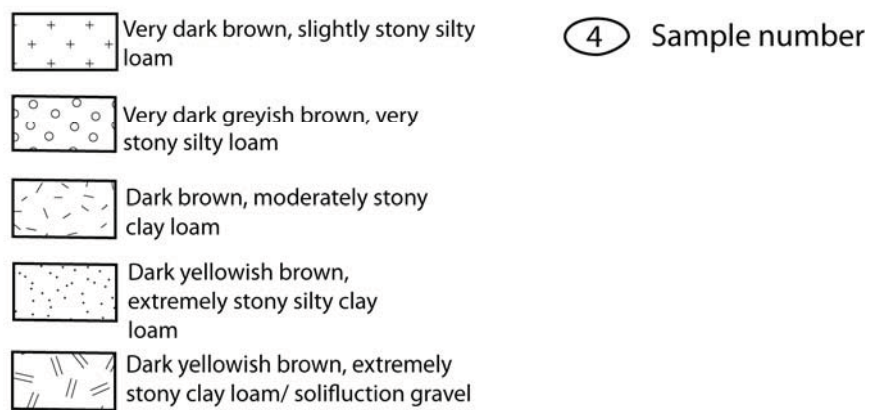 Very dark brown, slightly stony silty
loam
4 Sample number
Very dark greyish brown, very
stony silty loam
Dark brown, moderately stony
clay loam
Dark yellowish brown,
extremely stony silty clay
loam
Dark yellowish brown, extremely
stony clay loam/ solifluction gravel